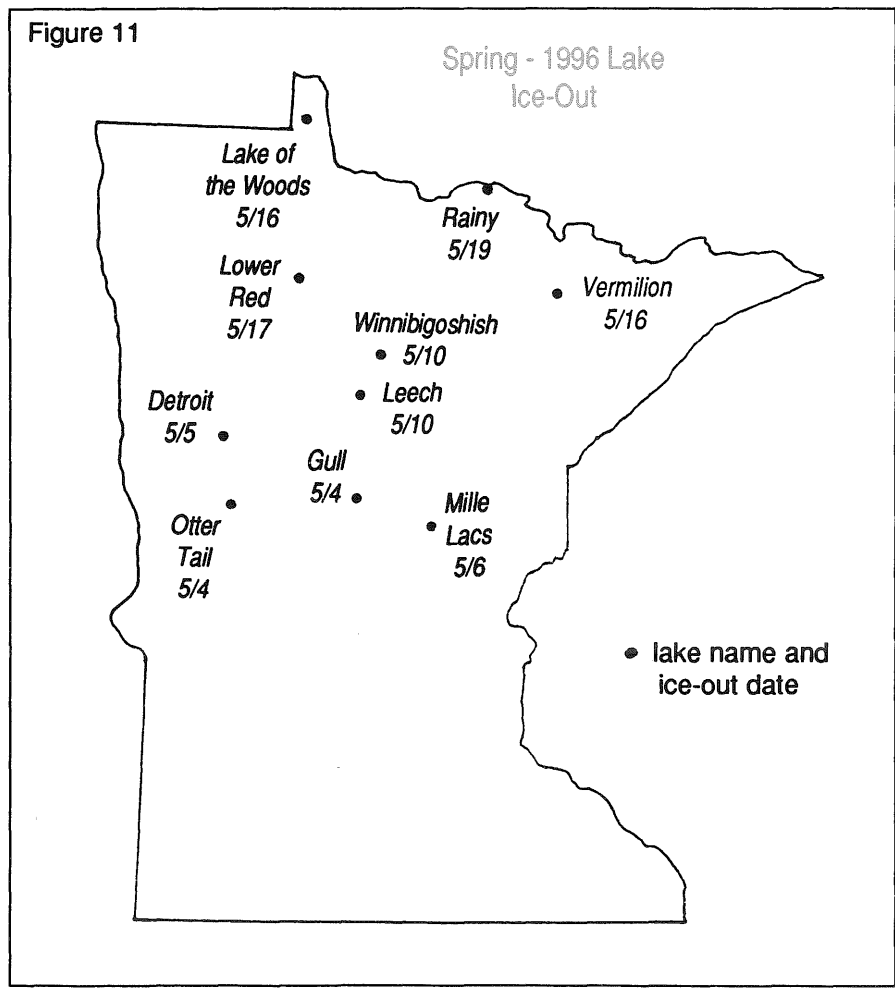 Figure 11
Spring - 1996 Lake
Ice-Out
Lake of
the Woods
5/16
Rainy
5/19
Lower
Red
5/17
Vermilion
5/16
Winnibigoshish
5/10
Leech
5/10
Detroit
5/5
Gull
5/4
Mille
Lacs
5/6
Otter
Tail
5/4
lake name and
ice-out date